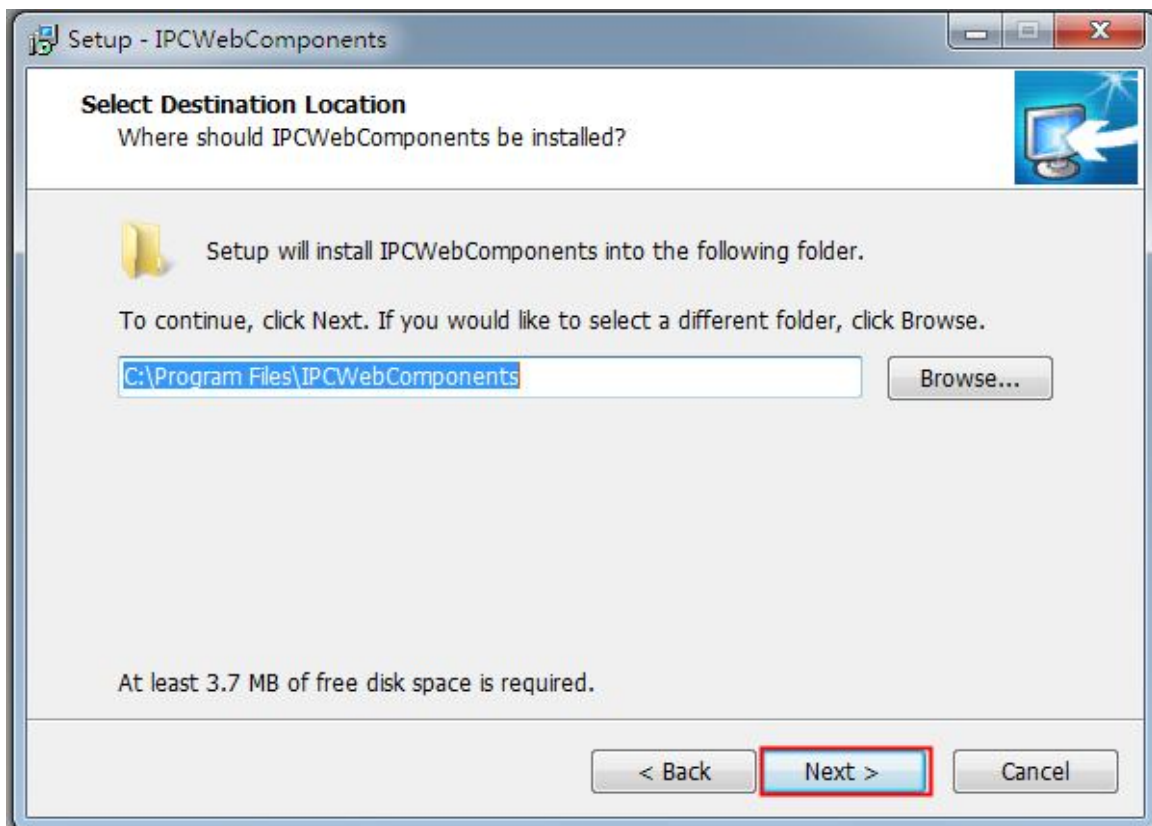 Setup - IPCWebComponents
Select Destination Location
Where should IPCWebComponents be installed?
Setup will install IPCWebComponents into the following folder.
To continue, click Next. If you would like to select a different folder, click Browse.
C:\Program Files\IPCWebComponents
Browse...
At least 3.7 MB of free disk space is required.
< Back
Next >
Cancel